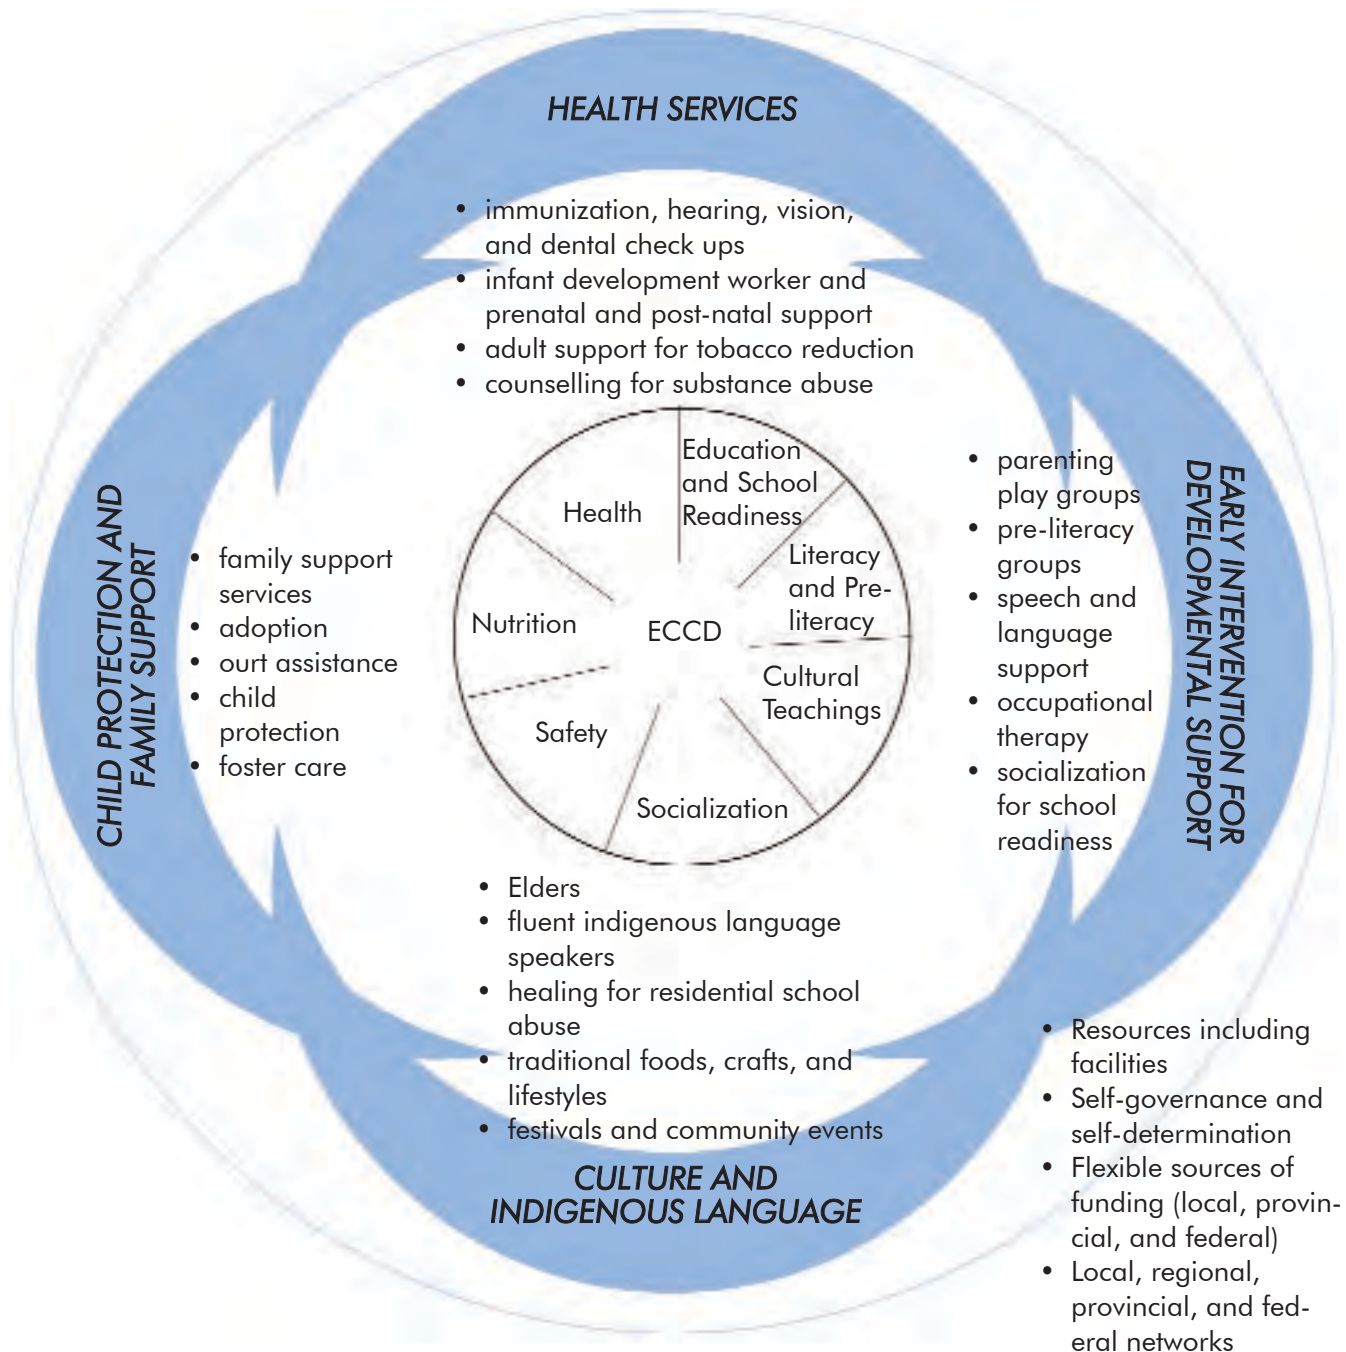 HEALTH SERVICES
• immunization, hearing, vision,
and dental check ups
• infant development worker and
prenatal and post-natal support
• adult support for tobacco reduction
• counselling for substance abuse
CHILD PROTECTION AND
FAMILY SUPPORT
• family support
services
• adoption
• ourt assistance
• child
protection
• foster care
Education
and School
Readiness
Health
Literacy
and Pre-
literacy
Nutrition
ECCD
Cultural
Teachings
Safety
Socialization
• parenting
play groups
• pre-literacy
groups
• speech and
language
support
• occupational
therapy
• socialization
for school
readiness
EARLY INTERVENTION FOR
DEVELOPMENTAL SUPPORT
• Elders
• fluent indigenous language
speakers
• healing for residential school
abuse
• traditional foods, crafts, and
lifestyles
• festivals and community events
CULTURE AND
INDIGENOUS LANGUAGE
• Resources including
facilities
• Self-governance and
self-determination
• Flexible sources of
funding (local, provin-
cial, and federal)
• Local, regional,
provincial, and fed-
eral networks